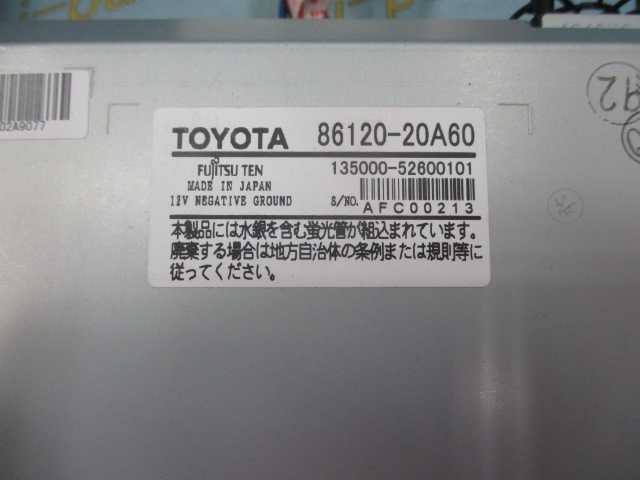 02A9077
TOYOTA 86120-20A60
FUJITSU TEN 135000-52600101
MADE IN JAPAN
12V NEGATIVE GROUND S/NO. AFC00213
本製品には水銀を含む蛍光管が組込まれています。
廃棄する場合は地方自治体の条例または規則等に
従ってください。